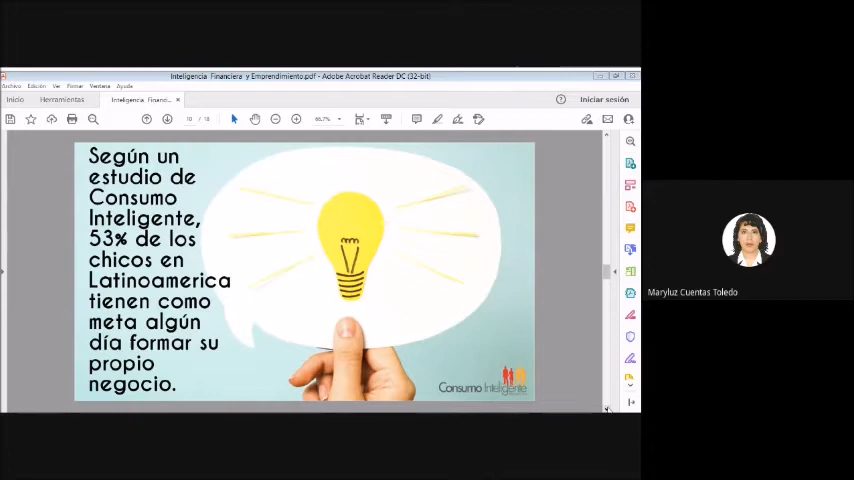 Inteligencia Financiera y Emprendimiento.pdf - Adobe Acrobat Reader DC (32-bit)
Archivo Edición Ver Firmar Ventana Ayuda
Inicio Herramientas Inteligencia Financi... × Iniciar sesión
10 / 18 66,7%
Según un
estudio de
Consumo
Inteligente,
53% de los
chicos en
Latinoamerica
tienen como
meta algún
día formar su
propio
negocio.
Consumo Inteligente
Maryluz Cuentas Toledo